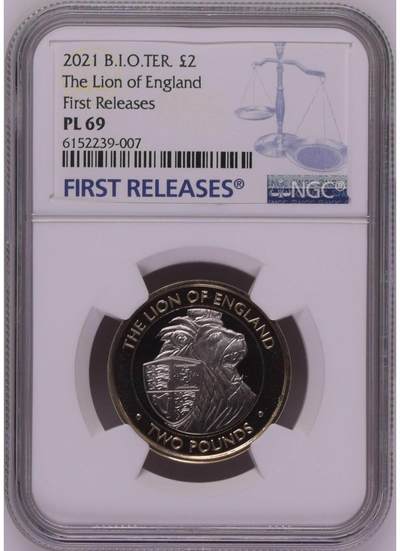 2021 B.I.O.TER. £2
The Lion of England
First Releases
PL 69
6152239-007
FIRST RELEASES®
NGC®
THE LION OF ENGLAND
• TWO POUNDS •